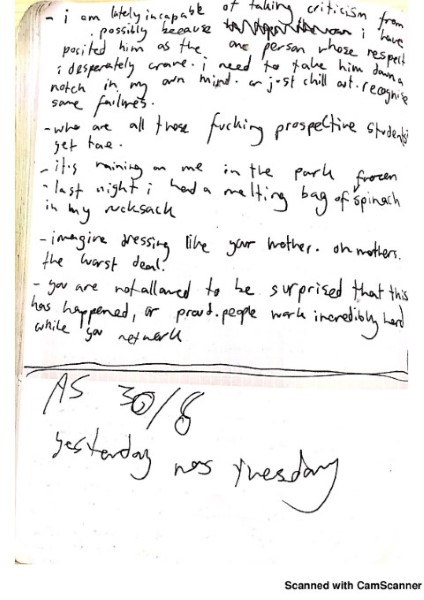 - i am lately incapable of taking criticism from
. possibly because i have
posited him as the one person whose respect
i desperately crave. i need to take him down a
notch in my own mind. or just chill out. recognise
some failures.
- who are all those fucking prospective students
get hae.
- it's raining on me in the park
- last night i had a melting bag of frozen spinach
in my rucksack
- imagine dressing like your mother. oh mothers.
the worst deal.
- you are not allowed to be surprised that this
has happened, or proud. people work incredibly hard
while you network
AS 30/8
yesterday was tuesday
Scanned with CamScanner